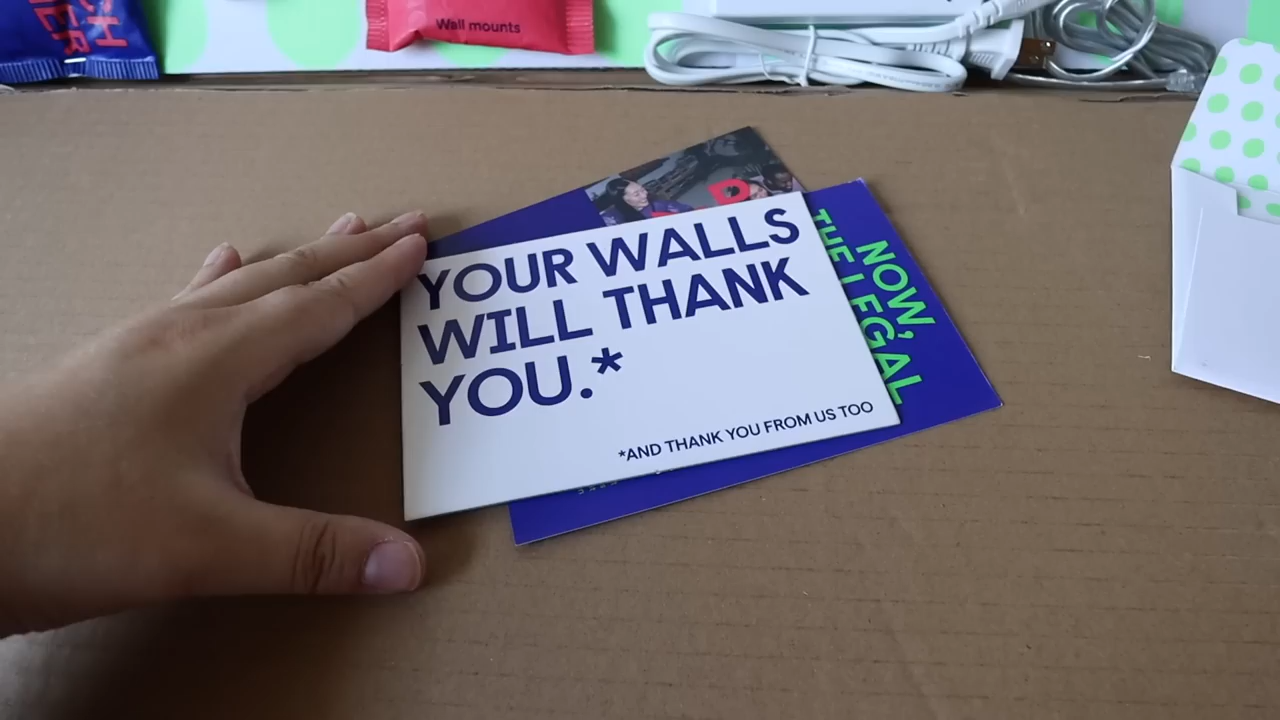 Wall mounts
YOUR WALLS
WILL THANK
YOU.*
*AND THANK YOU FROM US TOO
NOW,
THE LEGAL